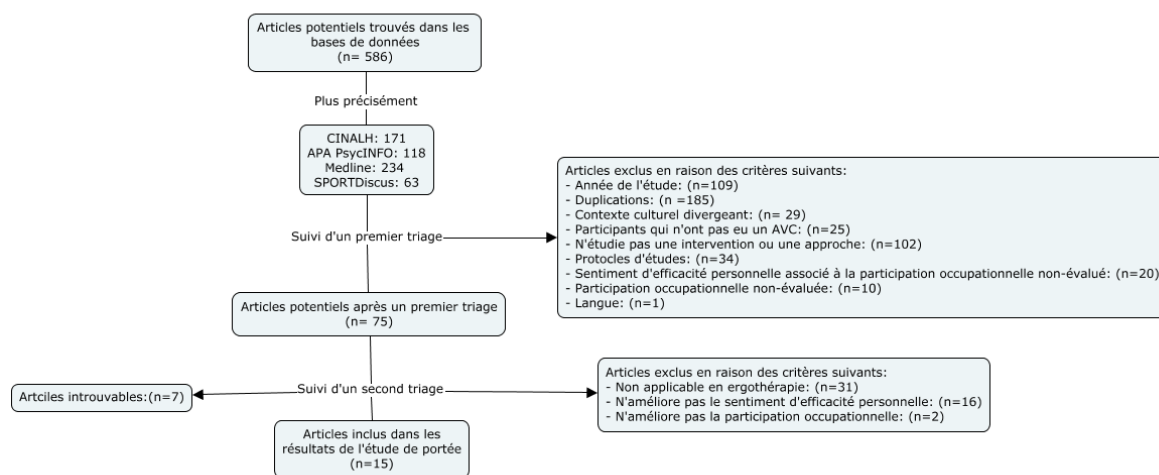 Articles potentiels trouvés dans les
bases de données
(n= 586)
Plus précisément
CINALH: 171
APA PsycINFO: 118
Medline: 234
SPORTDiscus: 63
Suivi d'un premier triage
Articles exclus en raison des critères suivants:
- Année de l'étude: (n=109)
- Duplications: (n =185)
- Contexte culturel divergeant: (n= 29)
- Participants qui n'ont pas eu un AVC: (n=25)
- N'étudie pas une intervention ou une approche: (n=102)
- Protocles d'études: (n=34)
- Sentiment d'efficacité personnelle associé à la participation occupationnelle non-évalué: (n=20)
- Participation occupationnelle non-évaluée: (n=10)
- Langue: (n=1)
Articles potentiels après un premier triage
(n= 75)
Suivi d'un second triage
Artciles introuvables:(n=7)
Articles exclus en raison des critères suivants:
- Non applicable en ergothérapie: (n=31)
- N'améliore pas le sentiment d'efficacité personnelle: (n=16)
- N'améliore pas la participation occupationnelle: (n=2)
Articles inclus dans les
résultats de l'étude de portée
(n=15)